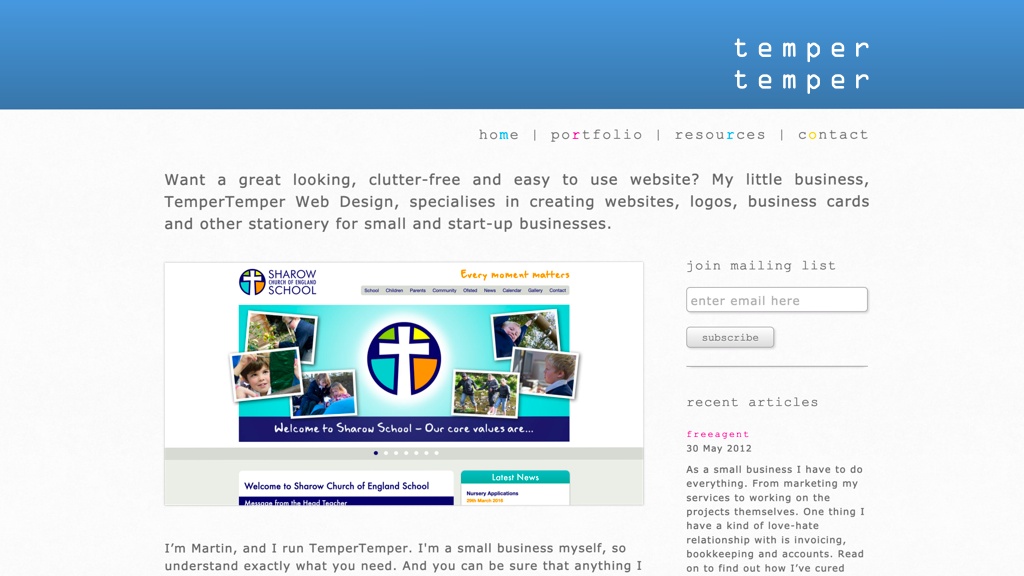 temper
temper
home | portfolio | resources | contact
Want a great looking, clutter-free and easy to use website? My little business,
TemperTemper Web Design, specialises in creating websites, logos, business cards
and other stationery for small and start-up businesses.
SHAROW
CHURCH OF ENGLAND
SCHOOL
Every moment matters
School Children Parents Community Ofsted News Calendar Gallery Contact
Welcome to Sharow School – Our core values are...
Welcome to Sharow Church of England School
Message from the Head Teacher
Latest News
Nursery Applications
29th March 2016
I’m Martin, and I run TemperTemper. I'm a small business myself, so
understand exactly what you need. And you can be sure that anything I
join mailing list
enter email here
subscribe
recent articles
freeagent
30 May 2012
As a small business I have to do
everything. From marketing my
services to working on the
projects themselves. One thing I
have a kind of love-hate
relationship with is invoicing,
bookkeeping and accounts. Read
on to find out how I’ve cured